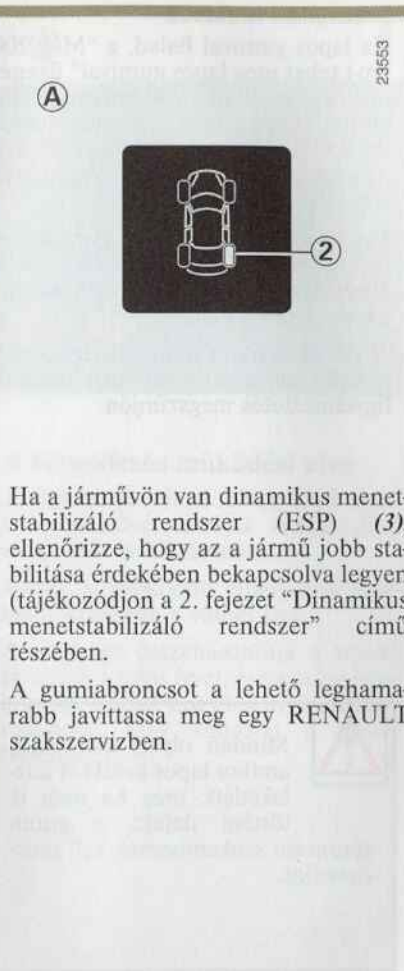 23553
A
2
Ha a járművön van dinamikus menet-
stabilizáló rendszer (ESP) (3)
ellenőrizze, hogy az a jármű jobb sta-
bilitása érdekében bekapcsolva legyen
(tájékozódjon a 2. fejezet “Dinamikus
menetstabilizáló rendszer” című
részében.
A gumiabroncsot a lehető leghama-
rabb javíttassa meg egy RENAULT
szakszervizben.